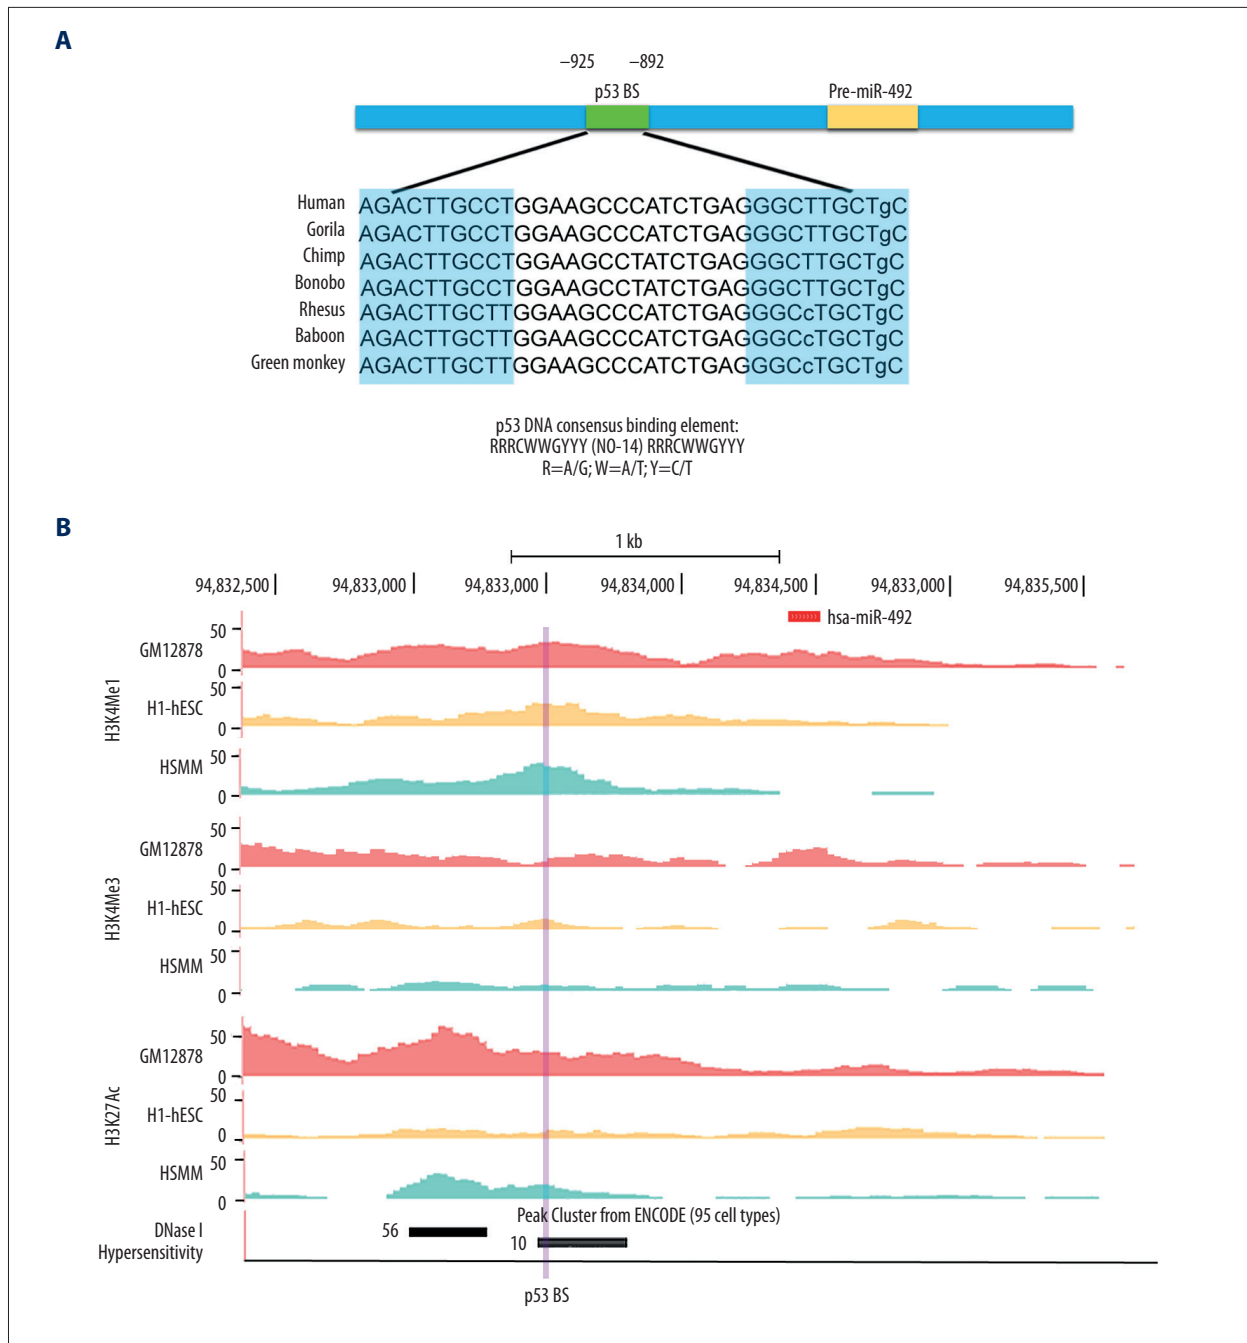 A
−925 −892
p53 BS Pre-miR-492
Human AGACTTGCCTGGAAGCCCATCTGAGGGCTTGCTgC
Gorila AGACTTGCCTGGAAGCCCATCTGAGGGCTTGCTgC
Chimp AGACTTGCCTGGAAGCCTATCTGAGGGCTTGCTgC
Bonobo AGACTTGCCTGGAAGCCTATCTGAGGGCTTGCTgC
Rhesus AGACTTGCTTGGAAGCCCATCTGAGGGCcTGCTgC
Baboon AGACTTGCTTGGAAGCCCATCTGAGGGCcTGCTgC
Green monkey AGACTTGCTTGGAAGCCCATCTGAGGGCcTGCTgC
p53 DNA consensus binding element:
RRRCWWGYYY (NO-14) RRRCWWGYYY
R=A/G; W=A/T; Y=C/T
B
1 kb
94,832,500 94,833,000 94,833,000 94,834,000 94,834,500 94,833,000 94,835,500
hsa-miR-492
H3K4Me1
GM12878 50 0
H1-hESC 50 0
HSMM 50 0
H3K4Me3
GM12878 50 0
H1-hESC 50 0
HSMM 50 0
H3K27Ac
GM12878 50 0
H1-hESC 50 0
HSMM 50 0
Peak Cluster from ENCODE (95 cell types)
DNase I
Hypersensitivity
56
10
p53 BS